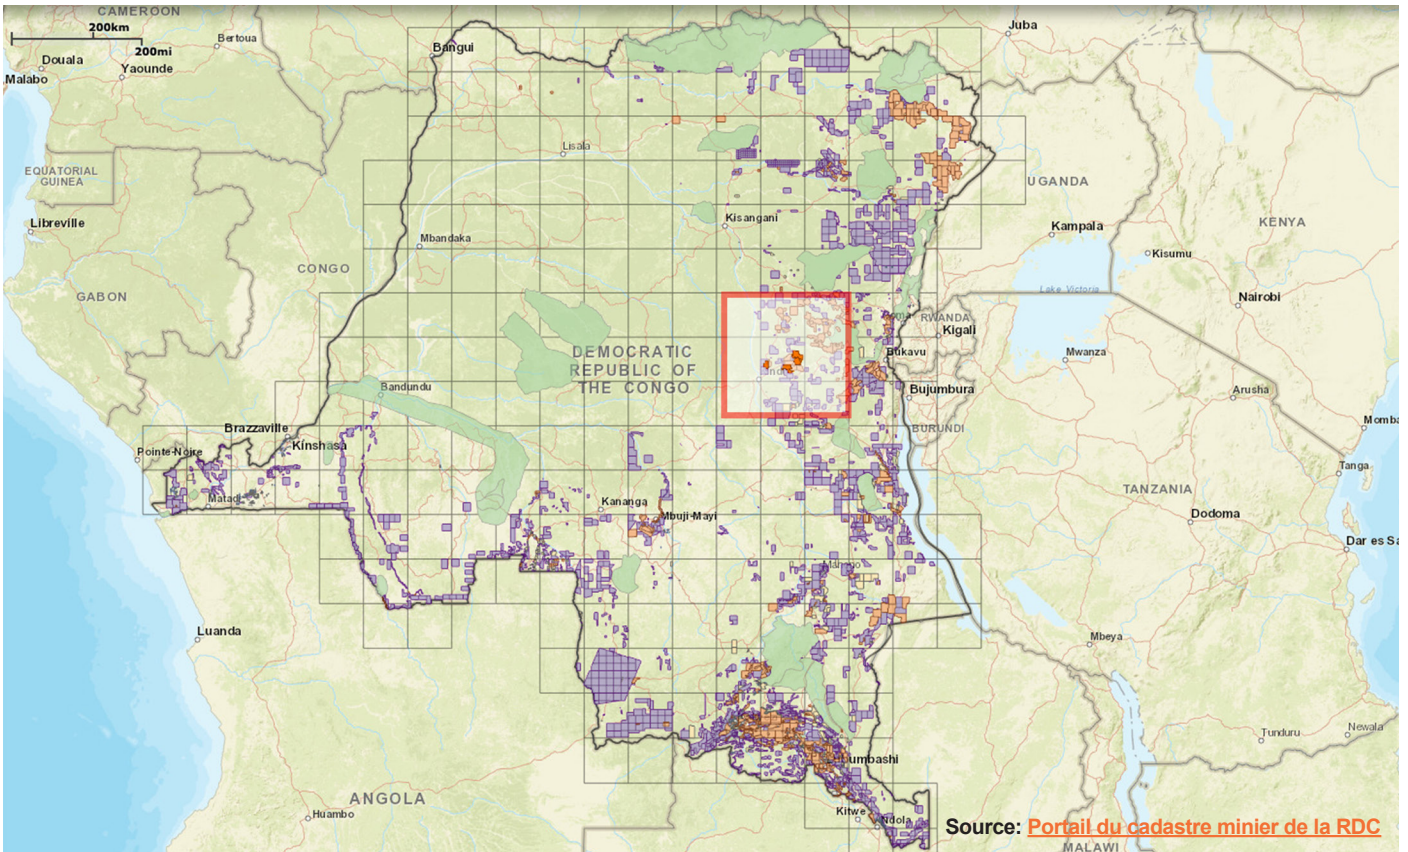 CAMEROON
200km
200mi
Bertoua
Bangui
Juba
Douala
Yaounde
Malabo
Lisala
EQUATORIAL
GUINEA
UGANDA
Libreville
Kisangani
Kampala
KENYA
Mbandaka
Kisumu
CONGO
GABON
Lake Victoria
Nairobi
RWANDA
Kigali
DEMOCRATIC
REPUBLIC OF
THE CONGO
Bukavu
Mwanza
Bandundu
Bujumbura
Arusha
Brazzaville
BURUNDI
Momba
Pointe-Noire
Kinshasa
Tanga
Matadi
Kananga
TANZANIA
Mbuji-Mayi
Dodoma
Dar es Sa
Luanda
Mbeya
Newala
Tunduru
ubumbashi
ANGOLA
Huambo
Kitwe
Ndola
Source: Portail du cadastre minier de la RDC
MALAWI